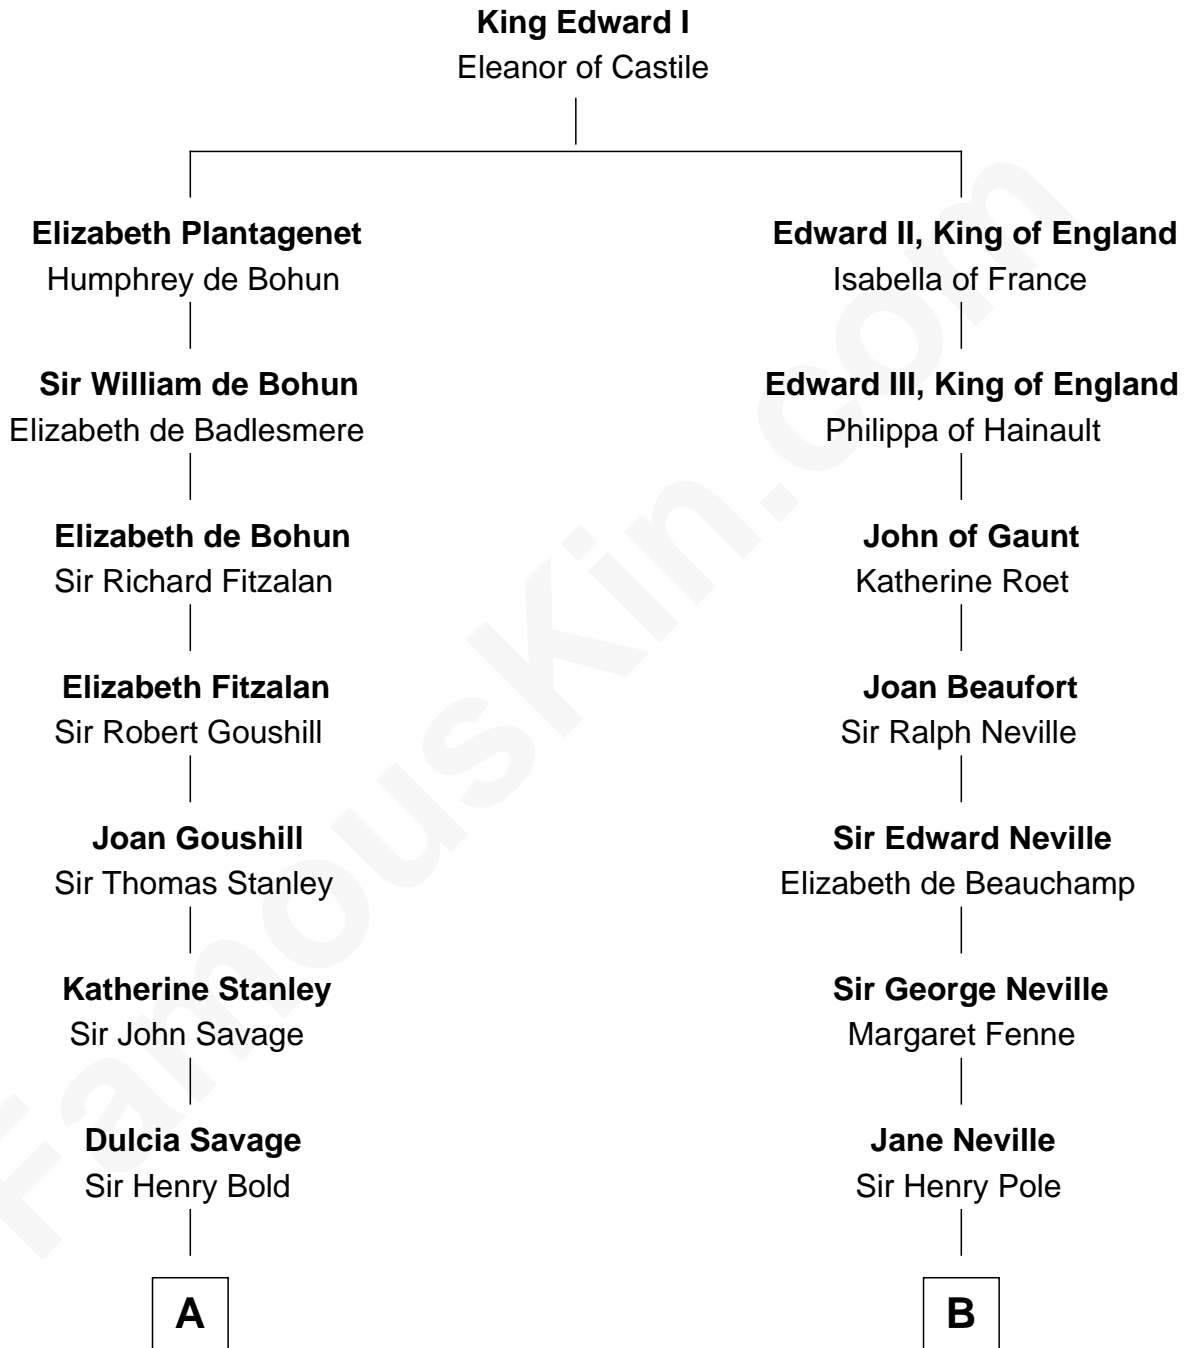 King Edward I
Eleanor of Castile
Elizabeth Plantagenet
Humphrey de Bohun
Edward II, King of England
Isabella of France
Sir William de Bohun
Elizabeth de Badlesmere
Edward III, King of England
Philippa of Hainault
Elizabeth de Bohun
Sir Richard Fitzalan
John of Gaunt
Katherine Roet
Elizabeth Fitzalan
Sir Robert Goushill
Joan Beaufort
Sir Ralph Neville
Joan Goushill
Sir Thomas Stanley
Sir Edward Neville
Elizabeth de Beauchamp
Katherine Stanley
Sir John Savage
Sir George Neville
Margaret Fenne
Dulcia Savage
Sir Henry Bold
Jane Neville
Sir Henry Pole
A
B
FamousKin.com